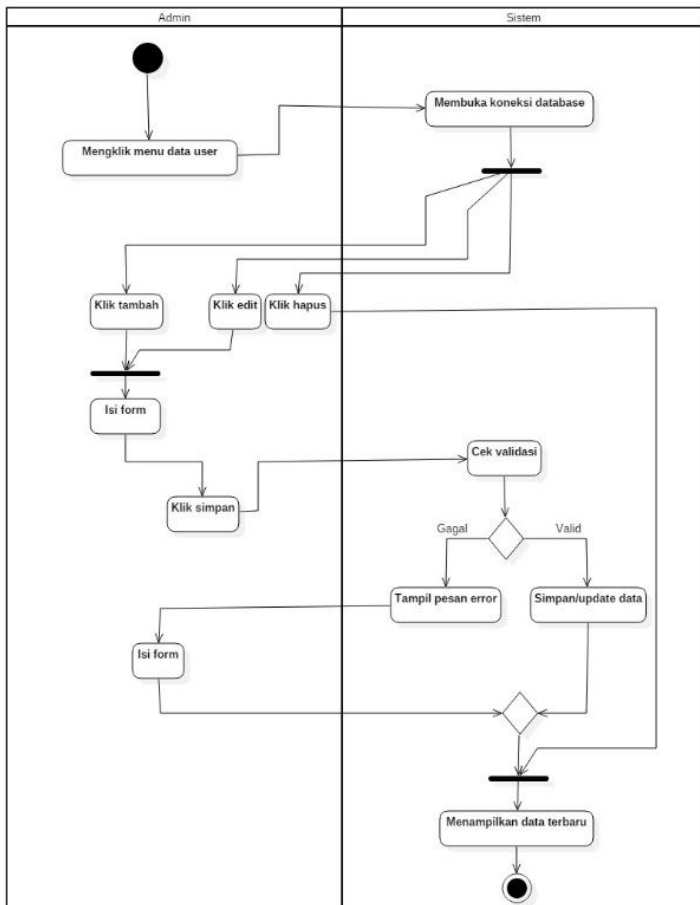 Admin
Sistem
Membuka koneksi database
Mengklik menu data user
Klik tambah
Klik edit
Klik hapus
Isi form
Cek validasi
Klik simpan
Gagal
Valid
Tampil pesan error
Simpan/update data
Isi form
Menampilkan data terbaru